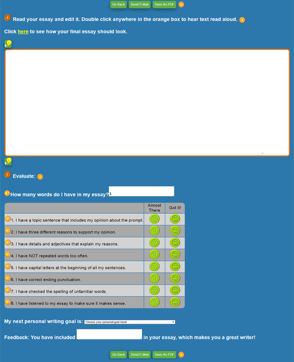 Go Back Send E-Mail Save As PDF
Read your essay and edit it. Double click anywhere in the orange box to hear text read aloud.
Click here to see how your final essay should look.
Evaluate:
How many words do I have in my essay?
Almost There Got It!
1. I have a topic sentence that includes my opinion about the prompt.
2. I have three different reasons to support my opinion.
3. I have details and adjectives that explain my reasons.
4. I have NOT repeated words too often.
5. I have capital letters at the beginning of all my sentences.
6. I have correct ending punctuation.
7. I have checked the spelling of unfamiliar words.
8. I have listened to my essay to make sure it makes sense.
My next personal writing goal is: Choose your personal goal here!
Feedback: You have included in your essay, which makes you a great writer!
Go Back Send E-Mail Save As PDF